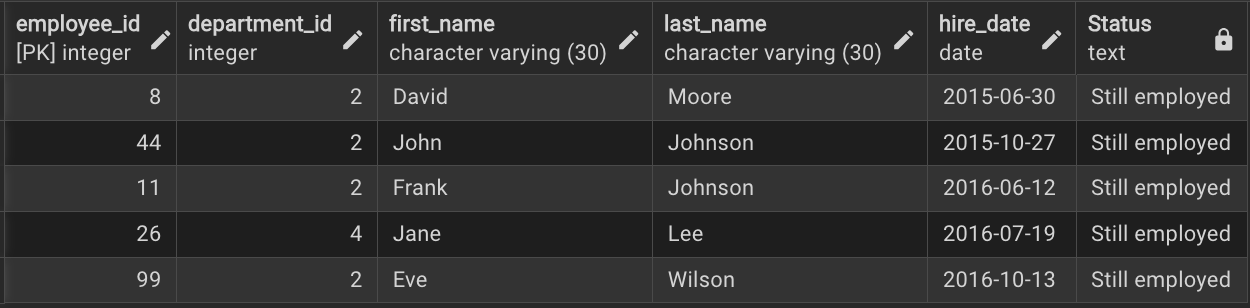 employee_id department_id first_name last_name hire_date Status
[PK] integer integer character varying (30) character varying (30) date text
8 2 David Moore 2015-06-30 Still employed
44 2 John Johnson 2015-10-27 Still employed
11 2 Frank Johnson 2016-06-12 Still employed
26 4 Jane Lee 2016-07-19 Still employed
99 2 Eve Wilson 2016-10-13 Still employed